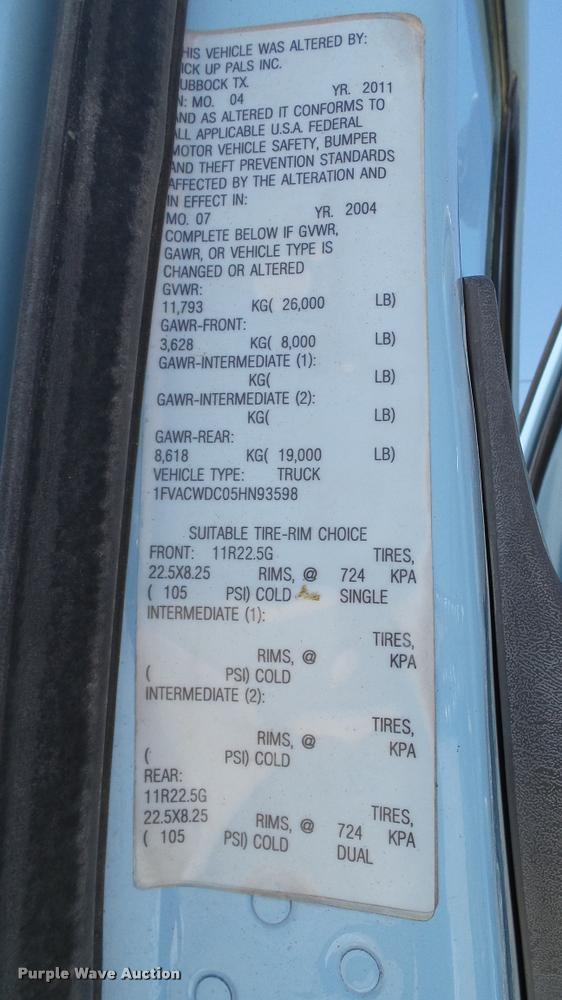 HIS VEHICLE WAS ALTERED BY:
ICK UP PALS INC.
UBBOCK TX.
N: MO. 04 YR. 2011
AND AS ALTERED IT CONFORMS TO
ALL APPLICABLE U.S.A. FEDERAL
MOTOR VEHICLE SAFETY, BUMPER
AND THEFT PREVENTION STANDARDS
AFFECTED BY THE ALTERATION AND
IN EFFECT IN:
MO. 07 YR. 2004
COMPLETE BELOW IF GVWR,
GAWR, OR VEHICLE TYPE IS
CHANGED OR ALTERED
GVWR:
11,793 KG( 26,000 LB)
GAWR-FRONT:
3,628 KG( 8,000 LB)
GAWR-INTERMEDIATE (1):
KG( LB)
GAWR-INTERMEDIATE (2):
KG( LB)
GAWR-REAR:
8,618 KG( 19,000 LB)
VEHICLE TYPE: TRUCK
1FVACWDC05HN93598
SUITABLE TIRE-RIM CHOICE
FRONT: 11R22.5G TIRES,
22.5X8.25 RIMS, @ 724 KPA
( 105 PSI) COLD SINGLE
INTERMEDIATE (1):
TIRES,
RIMS, @ KPA
( PSI) COLD
INTERMEDIATE (2):
TIRES,
RIMS, @ KPA
( PSI) COLD
REAR:
11R22.5G TIRES,
22.5X8.25 RIMS, @ 724 KPA
( 105 PSI) COLD DUAL
Purple Wave Auction